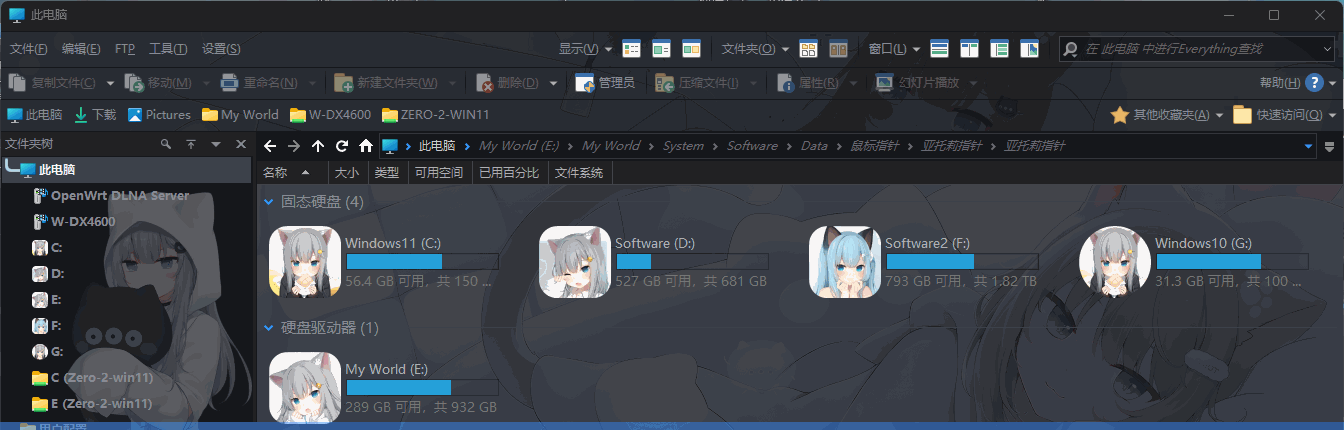 此电脑
文件(F) 编辑(E) FTP 工具(T) 设置(S) 显示(V) 文件夹(O) 窗口(L) 在 此电脑 中进行Everything查找
复制文件(C) 移动(M) 重命名(N) 新建文件夹(W) 删除(D) 管理员 压缩文件(I) 属性(R) 幻灯片播放 帮助(H)
此电脑 下载 Pictures My World W-DX4600 ZERO-2-WIN11 其他收藏夹(A) 快速访问(Q)
文件夹树 此电脑 My World (E:) My World System Software Data 鼠标指针 亚托莉指针 亚托莉指针
此电脑 名称 大小 类型 可用空间 已用百分比 文件系统
OpenWrt DLNA Server 固态硬盘 (4)
W-DX4600
C: Windows11 (C:) Software (D:) Software2 (F:) Windows10 (G:)
D: 56.4 GB 可用，共 150 ... 527 GB 可用，共 681 GB 793 GB 可用，共 1.82 TB 31.3 GB 可用，共 100 ...
E:
F: 硬盘驱动器 (1)
G:
C (Zero-2-win11) My World (E:)
E (Zero-2-win11) 289 GB 可用，共 932 GB
用户配置